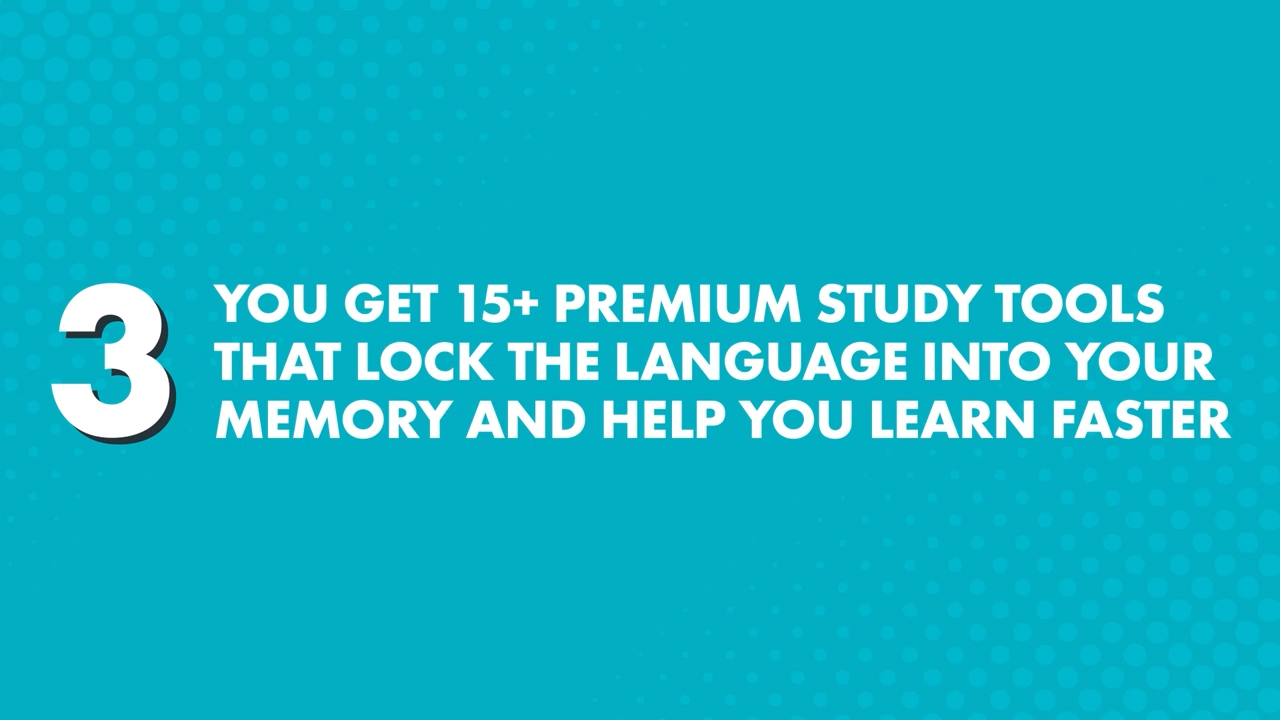 3
YOU GET 15+ PREMIUM STUDY TOOLS
THAT LOCK THE LANGUAGE INTO YOUR
MEMORY AND HELP YOU LEARN FASTER